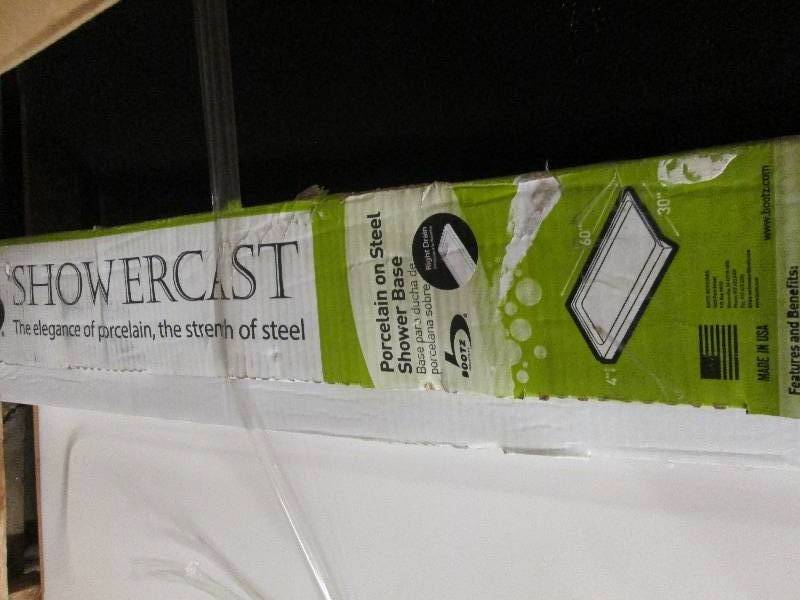 SHOWERCAST
The elegance of porcelain, the strength of steel
Porcelain on Steel
Shower Base
Base para ducha de
porcelana sobre
Right Drain
BOOTZ
60"
30"
4"
MADE IN USA
www.bootz.com
Features and Benefits: